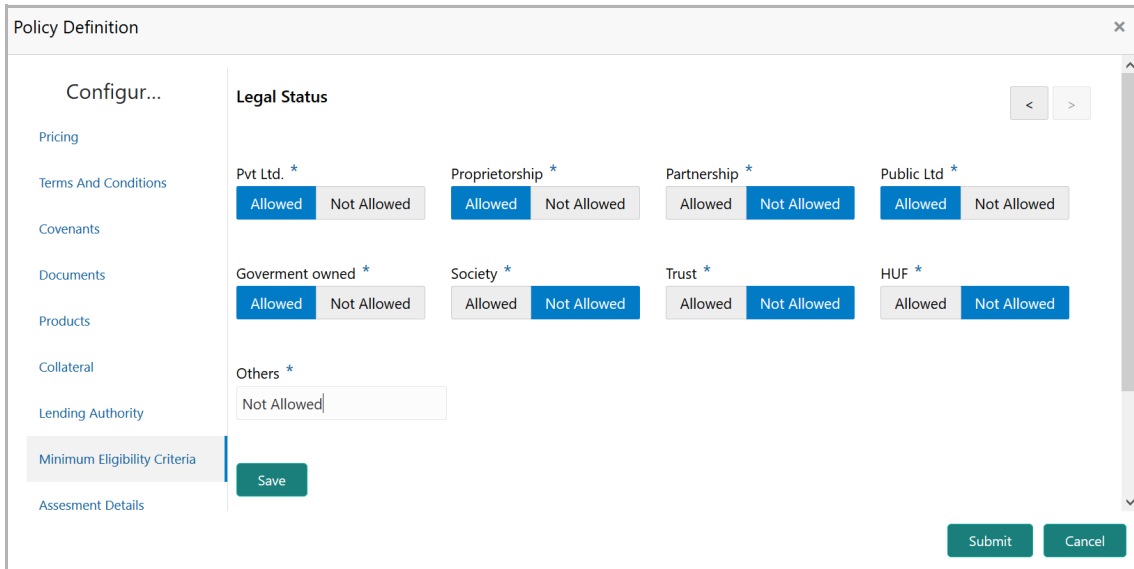 Policy Definition ×
Configur...
Pricing
Terms And Conditions
Covenants
Documents
Products
Collateral
Lending Authority
Minimum Eligibility Criteria
Assesment Details
Legal Status < >
Pvt Ltd. * Proprietorship * Partnership * Public Ltd *
Allowed Not Allowed Allowed Not Allowed Allowed Not Allowed Allowed Not Allowed
Goverment owned * Society * Trust * HUF *
Allowed Not Allowed Allowed Not Allowed Allowed Not Allowed Allowed Not Allowed
Others *
Not Allowed
Save
Submit Cancel